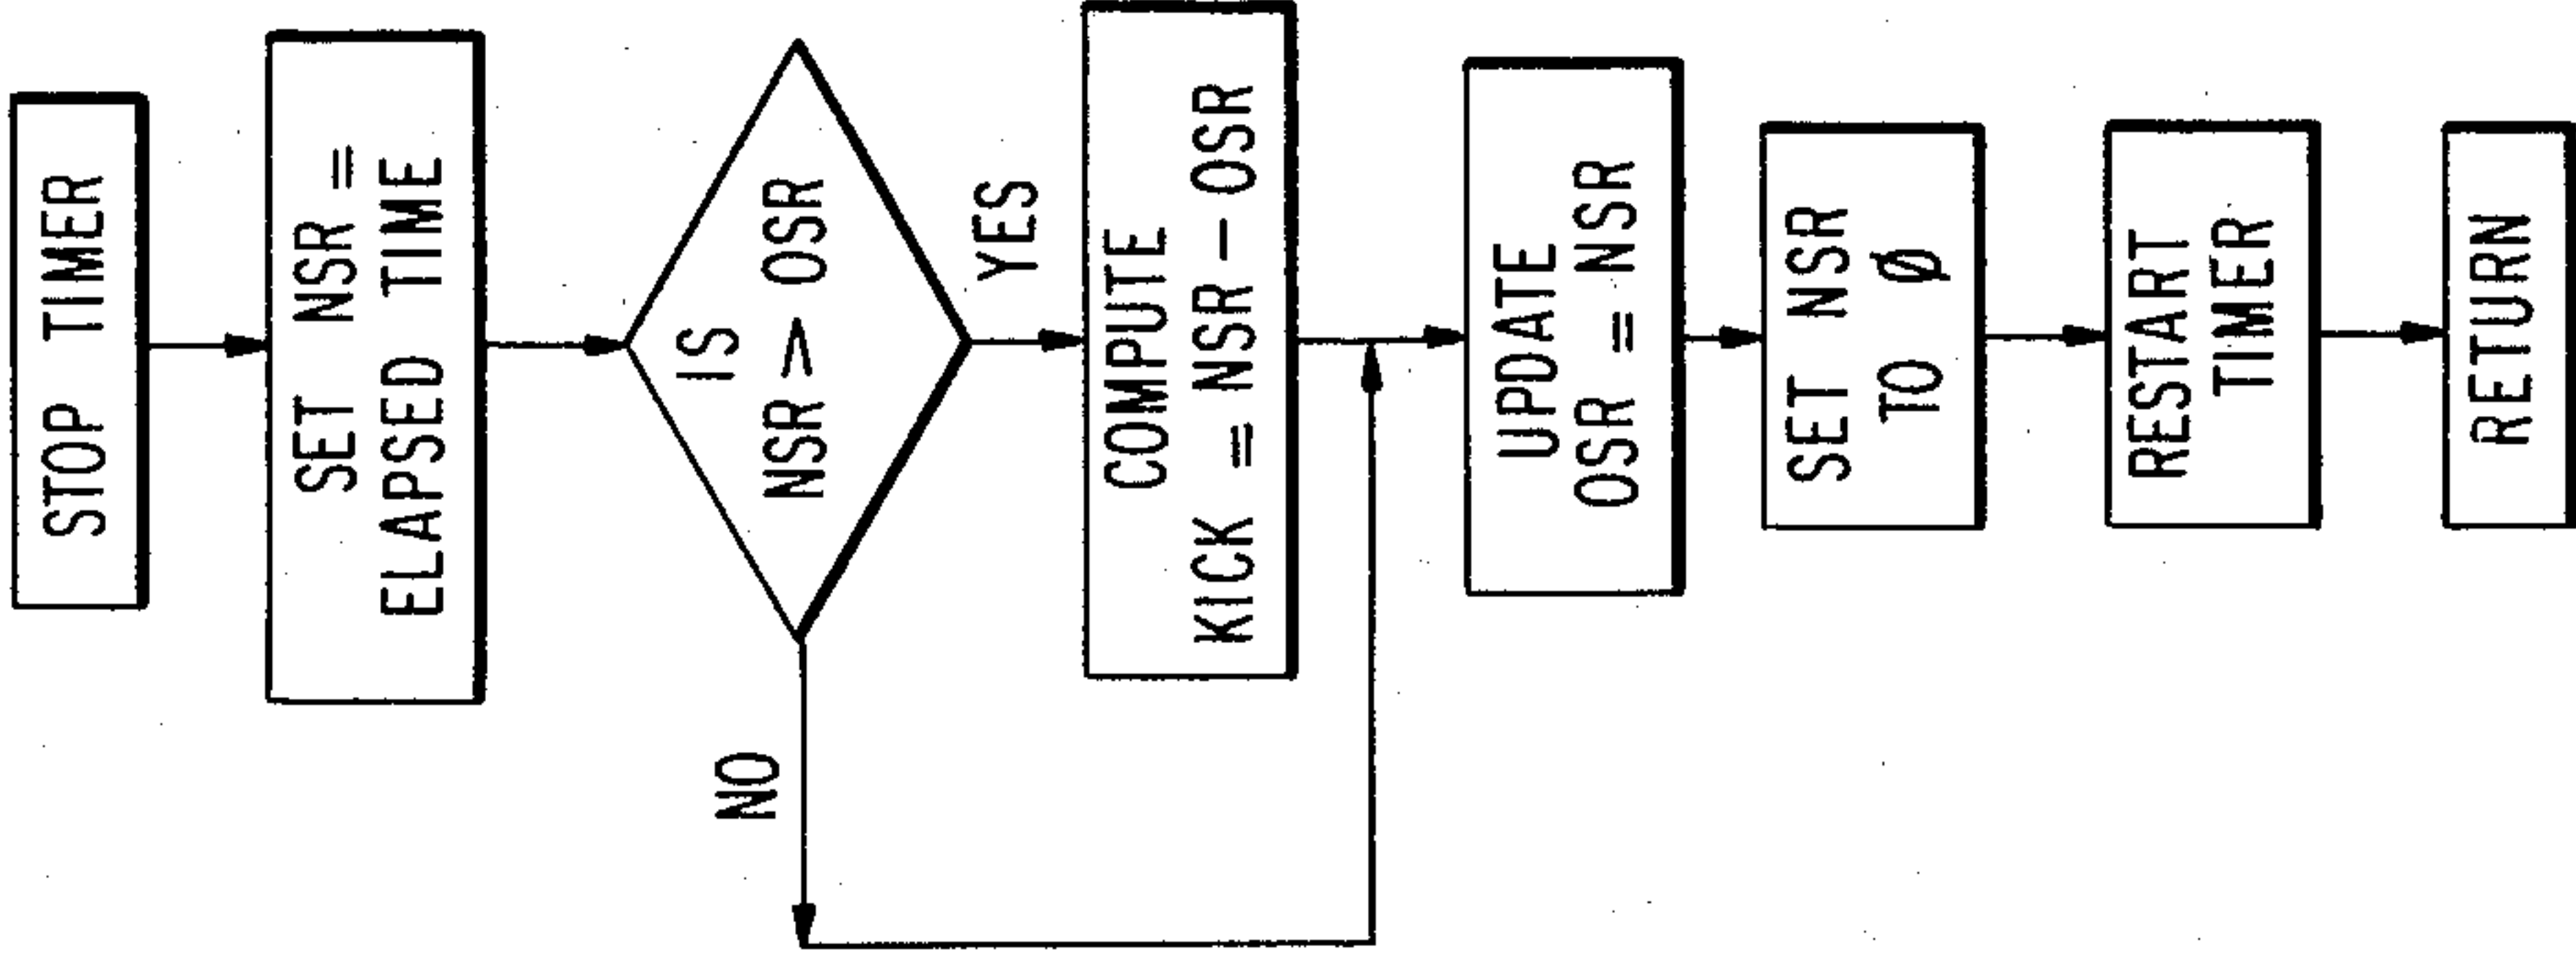 STOP TIMER
SET NSR =
ELAPSED TIME
IS
NSR > OSR
NO
YES
COMPUTE
KICK = NSR - OSR
UPDATE
OSR = NSR
SET NSR
TO Ø
RESTART
TIMER
RETURN